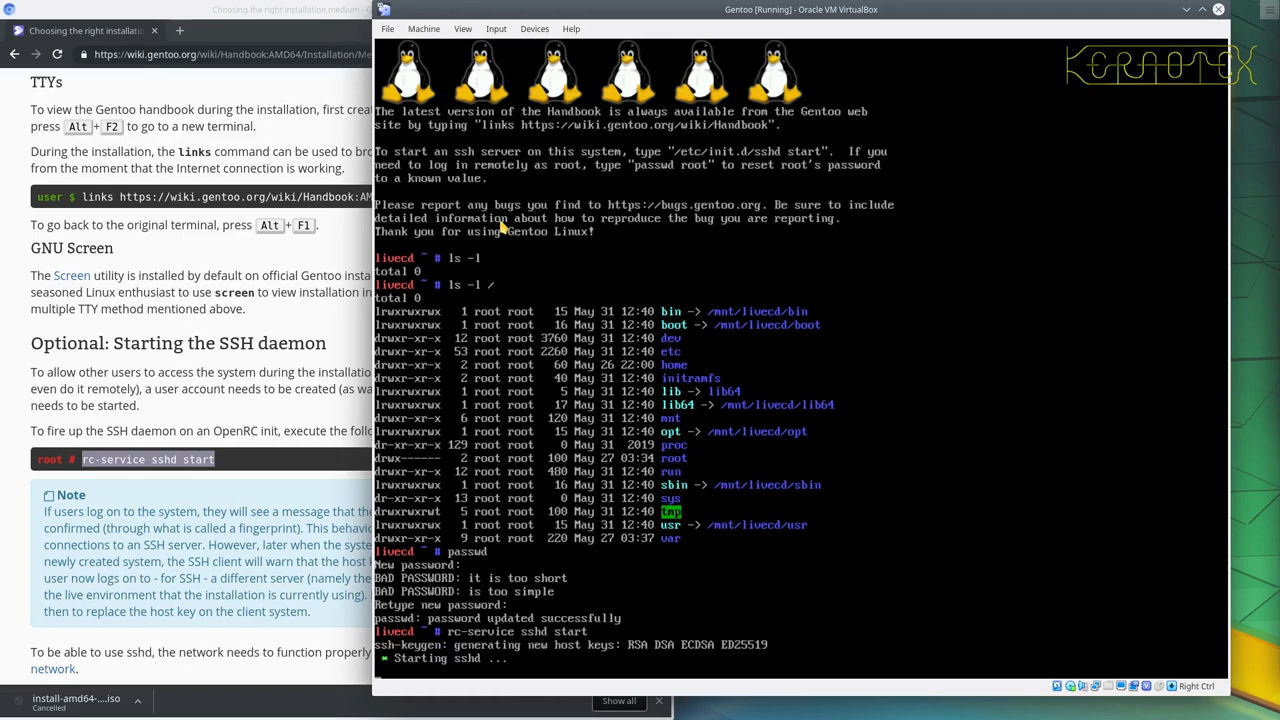 Choosing the right installation medium -
Gentoo [Running] - Oracle VM VirtualBox
Choosing the right installation
https://wiki.gentoo.org/wiki/Handbook:AMD64/Installation/Me
File Machine View Input Devices Help
KERNOTEX
TTYs
To view the Gentoo handbook during the installation, first creat
press Alt + F2 to go to a new terminal.
During the installation, the links command can be used to bro
from the moment that the Internet connection is working.
user $ links https://wiki.gentoo.org/wiki/Handbook:AM
To go back to the original terminal, press Alt + F1 .
GNU Screen
The Screen utility is installed by default on official Gentoo insta
seasoned Linux enthusiast to use screen to view installation in
multiple TTY method mentioned above.
Optional: Starting the SSH daemon
To allow other users to access the system during the installation
even do it remotely), a user account needs to be created (as wa
needs to be started.
To fire up the SSH daemon on an OpenRC init, execute the follo
root # rc-service sshd start
Note
If users log on to the system, they will see a message that the
confirmed (through what is called a fingerprint). This behavio
connections to an SSH server. However, later when the system
newly created system, the SSH client will warn that the host k
user now logs on to - for SSH - a different server (namely the
the live environment that the installation is currently using).
then to replace the host key on the client system.
To be able to use sshd, the network needs to function properly
network.
install-amd64-....iso
Cancelled
Show all
The latest version of the Handbook is always available from the Gentoo web
site by typing "links https://wiki.gentoo.org/wiki/Handbook".
To start an ssh server on this system, type "/etc/init.d/sshd start". If you
need to log in remotely as root, type "passwd root" to reset root's password
to a known value.
Please report any bugs you find to https://bugs.gentoo.org. Be sure to include
detailed information about how to reproduce the bug you are reporting.
Thank you for using Gentoo Linux!
livecd ~ # ls -l
total 0
livecd ~ # ls -l /
total 0
lrwxrwxrwx 1 root root 15 May 31 12:40 bin -> /mnt/livecd/bin
lrwxrwxrwx 1 root root 16 May 31 12:40 boot -> /mnt/livecd/boot
drwxr-xr-x 12 root root 3760 May 31 12:40 dev
drwxr-xr-x 53 root root 2260 May 31 12:40 etc
drwxr-xr-x 2 root root 60 May 26 22:00 home
drwxr-xr-x 2 root root 40 May 31 12:40 initramfs
lrwxrwxrwx 1 root root 5 May 31 12:40 lib -> lib64
lrwxrwxrwx 1 root root 17 May 31 12:40 lib64 -> /mnt/livecd/lib64
drwxr-xr-x 6 root root 120 May 31 12:40 mnt
lrwxrwxrwx 1 root root 15 May 31 12:40 opt -> /mnt/livecd/opt
dr-xr-xr-x 129 root root 0 May 31 2019 proc
drwx------ 2 root root 100 May 27 03:34 root
drwxr-xr-x 12 root root 480 May 31 12:40 run
lrwxrwxrwx 1 root root 16 May 31 12:40 sbin -> /mnt/livecd/sbin
dr-xr-xr-x 13 root root 0 May 31 12:40 sys
drwxrwxrwt 5 root root 100 May 31 12:40 tmp
lrwxrwxrwx 1 root root 15 May 31 12:40 usr -> /mnt/livecd/usr
drwxr-xr-x 9 root root 220 May 27 03:37 var
livecd ~ # passwd
New password:
BAD PASSWORD: it is too short
BAD PASSWORD: is too simple
Retype new password:
passwd: password updated successfully
livecd ~ # rc-service sshd start
ssh-keygen: generating new host keys: RSA DSA ECDSA ED25519
* Starting sshd ...
Right Ctrl